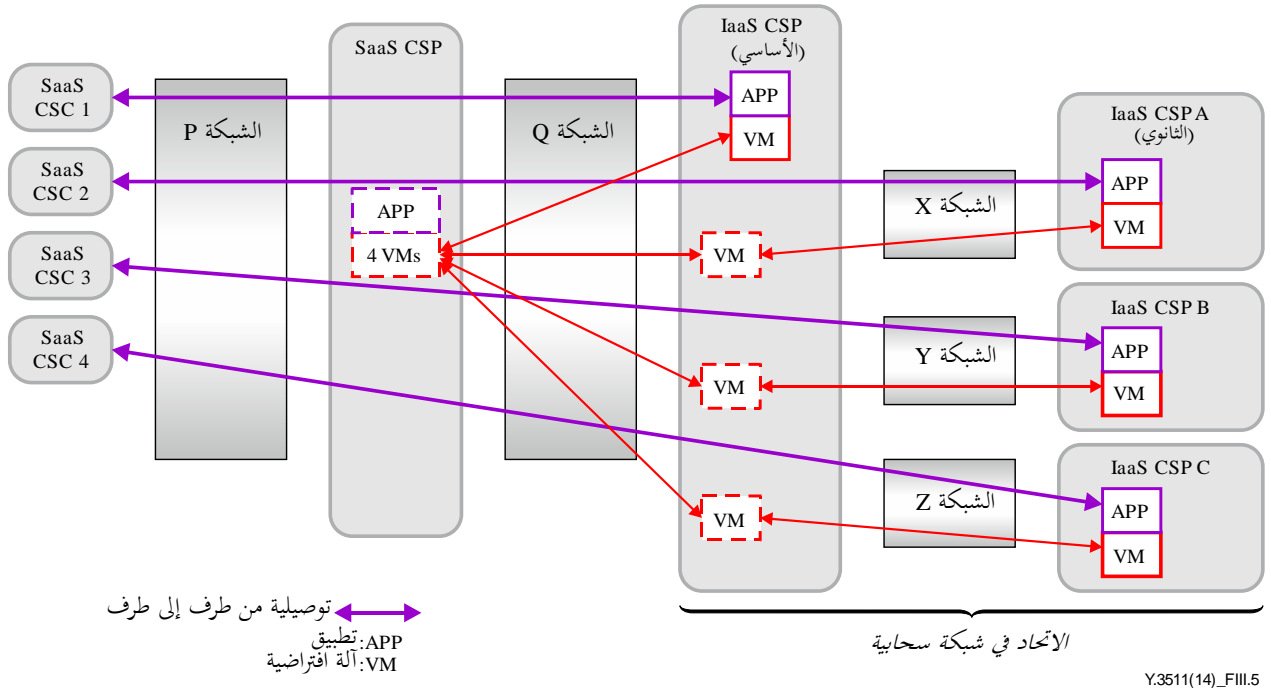 SaaS
CSC 1
SaaS
CSC 2
SaaS
CSC 3
SaaS
CSC 4
الشبكة P
SaaS CSP
APP
4 VMs
الشبكة Q
IaaS CSP
(الأساسي)
APP
VM
VM
VM
VM
الشبكة X
الشبكة Y
الشبكة Z
IaaS CSP A
(الثانوي)
APP
VM
IaaS CSP B
APP
VM
IaaS CSP C
APP
VM
توصيلية من طرف إلى طرف
APP: تطبيق
VM: آلة افتراضية
الاتحاد في شبكة سحابية
Y.3511(14)_FIII.5